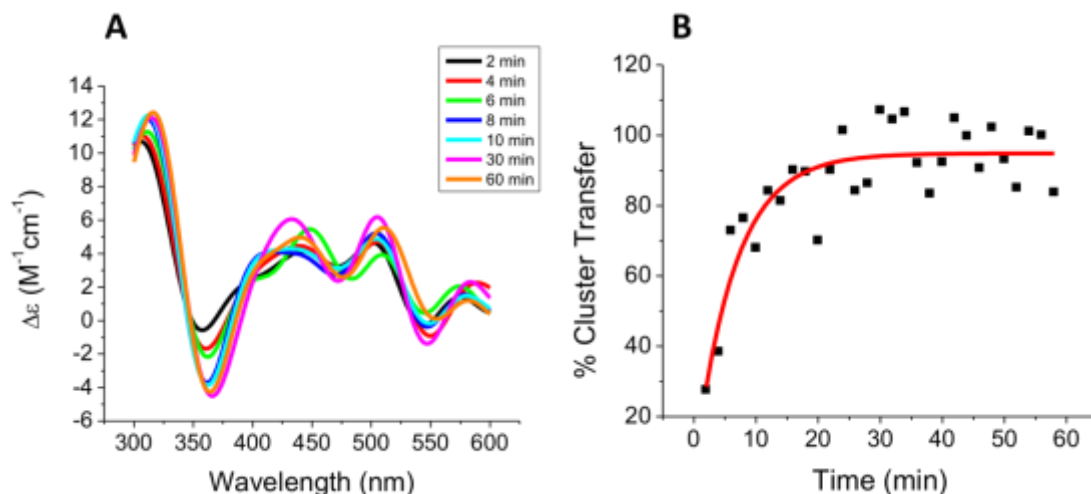 A
2 min
4 min
6 min
8 min
10 min
30 min
60 min
14
12
10
8
6
4
2
0
-2
-4
-6
Δε (M⁻¹cm⁻¹)
300 350 400 450 500 550 600
Wavelength (nm)
B
120
100
80
60
40
20
% Cluster Transfer
0 10 20 30 40 50 60
Time (min)